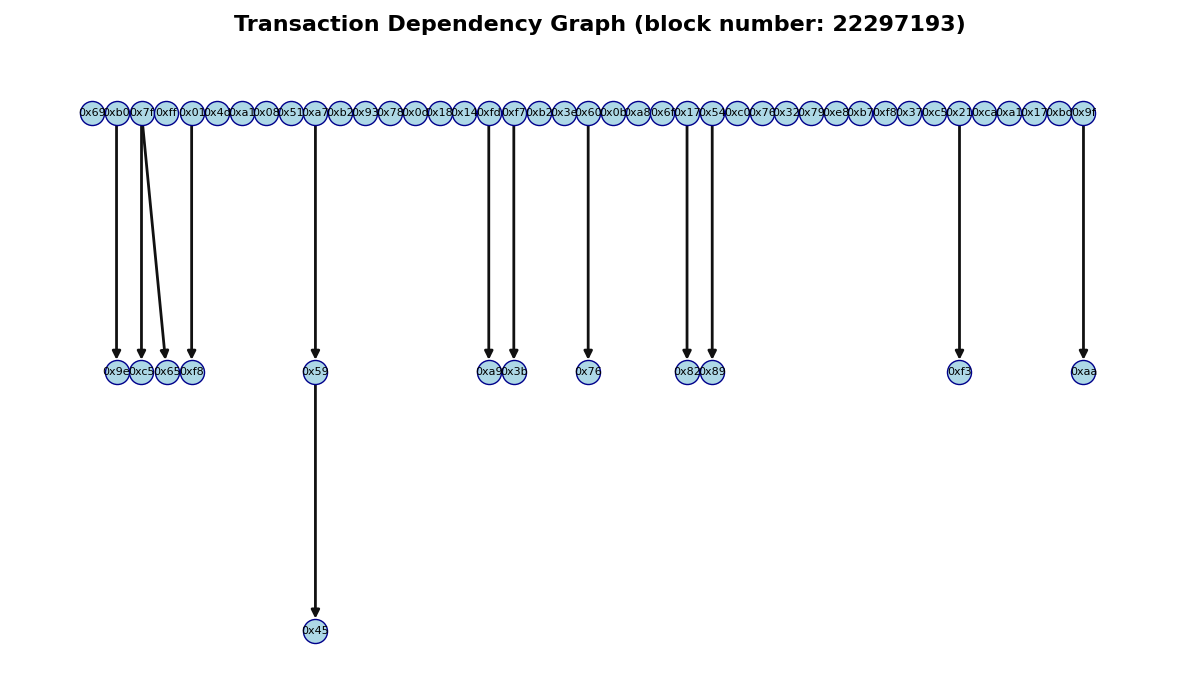 Transaction Dependency Graph (block number: 22297193)
0x69 0xb0 0x7f 0xff 0x01 0x4c 0xa1 0x08 0x51 0xa7 0xb2 0x93 0x78 0x0d 0x18 0x14 0xfd 0xf7 0xb2 0x3e 0x60 0x0b 0xa8 0x6f 0x17 0x54 0xc0 0x76 0x32 0x79 0xe8 0xb7 0xf8 0x37 0xc5 0x21 0xca 0xa1 0x17 0xbd 0x9f
0x9e 0xc5 0x65 0xf8 0x59 0xa9 0x3b 0x76 0x82 0x89 0xf3 0xaa
0x45